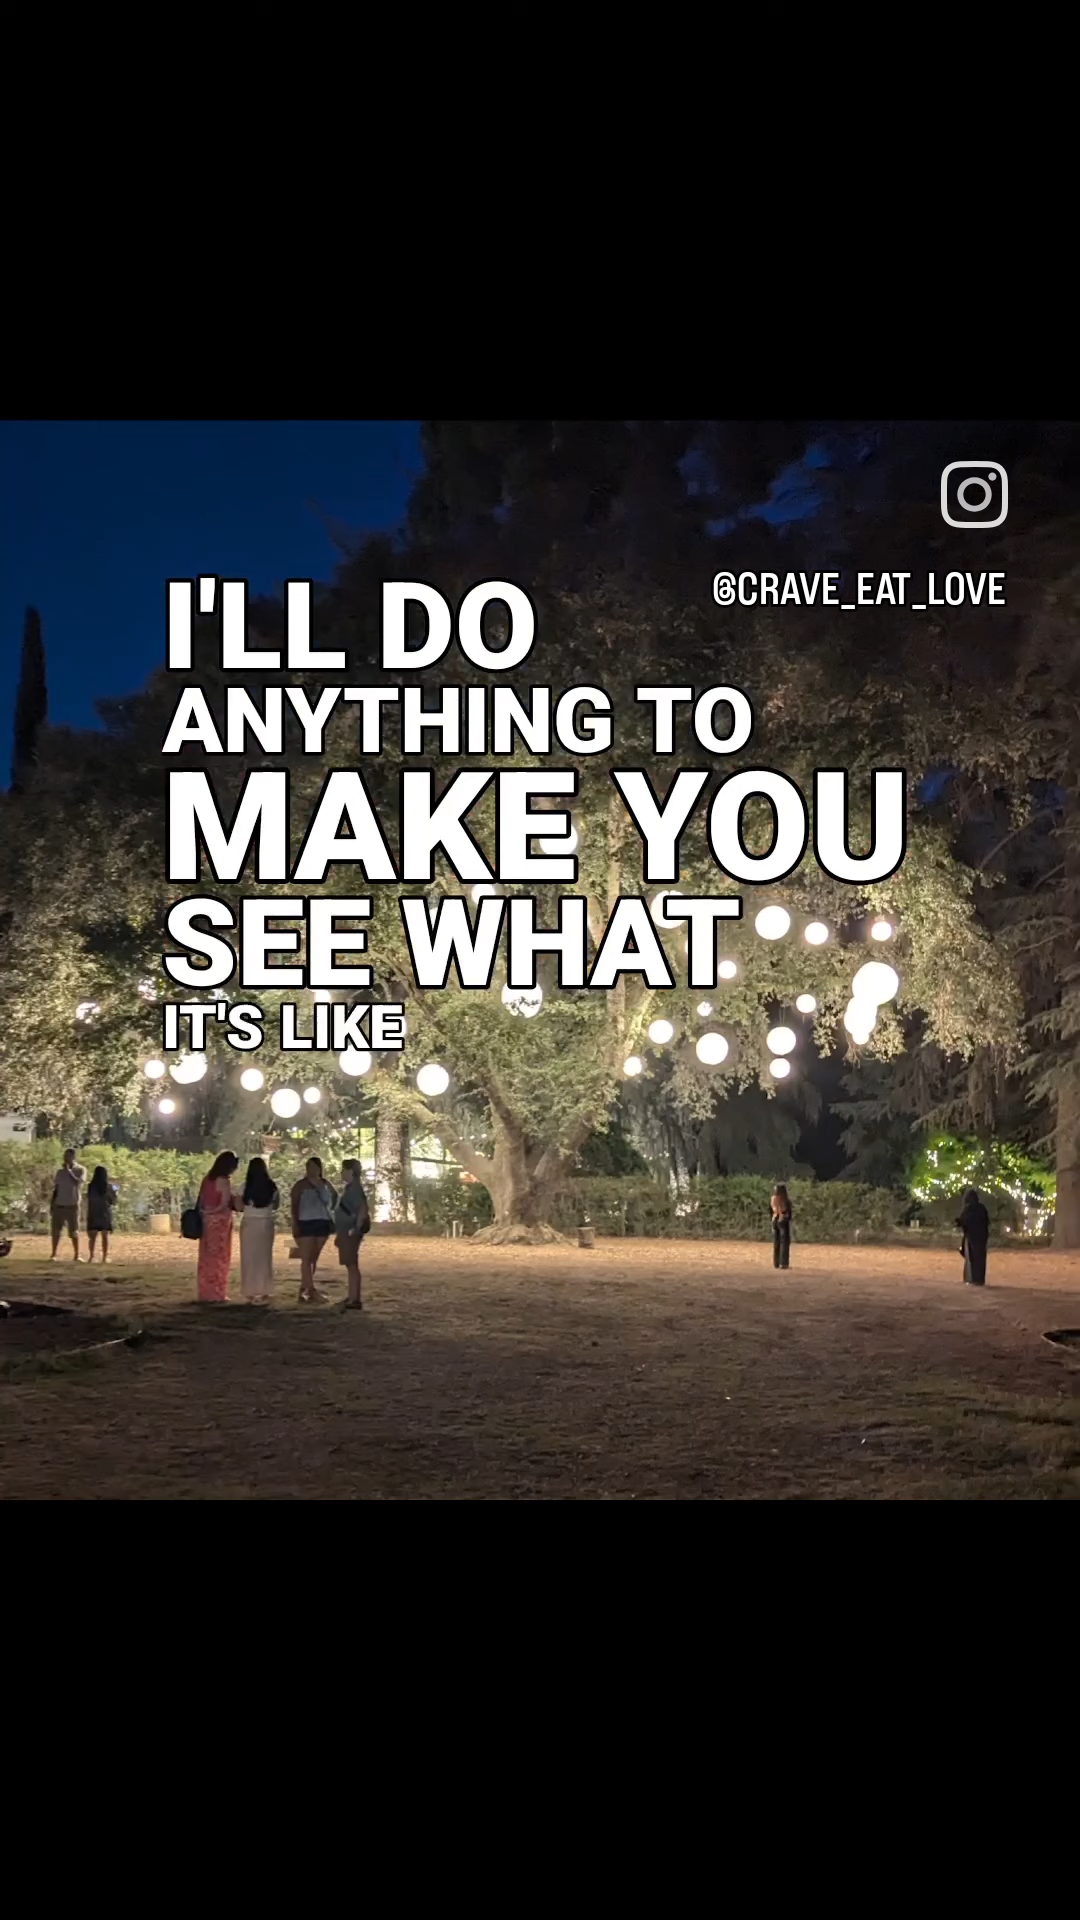 @CRAVE_EAT_LOVE
I'LL DO
ANYTHING TO
MAKE YOU
SEE WHAT
IT'S LIKE